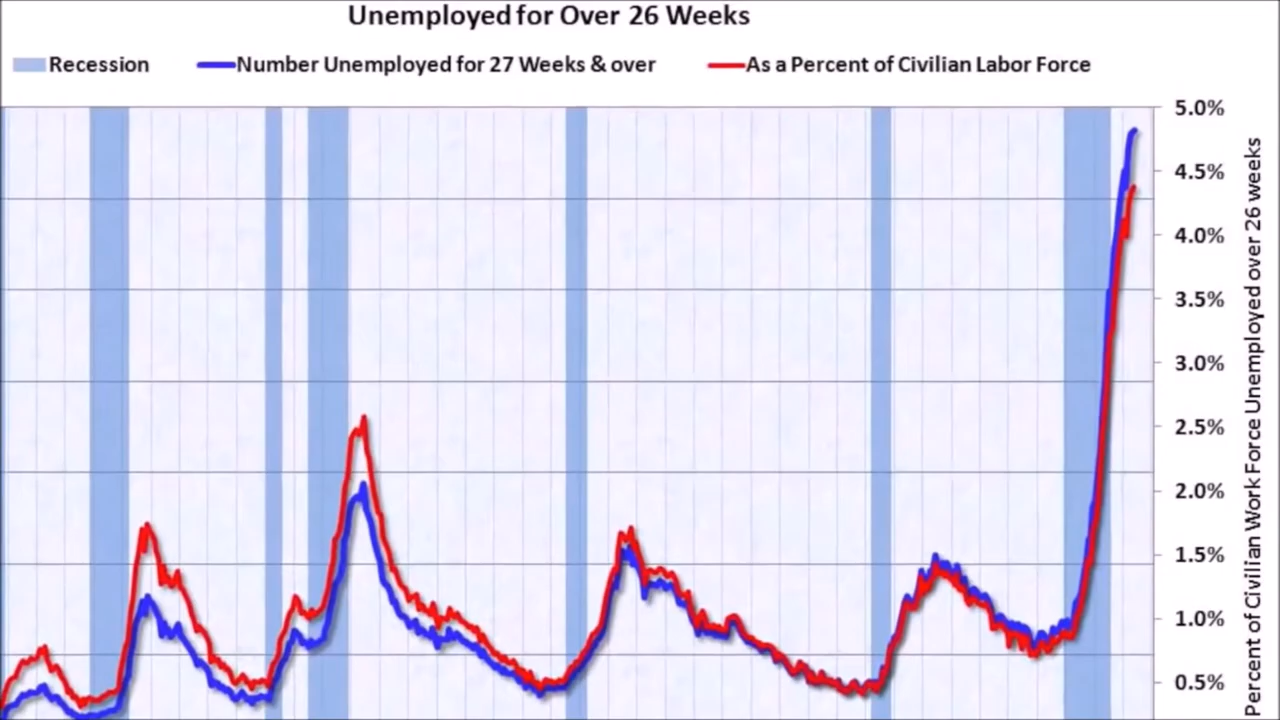 Unemployed for Over 26 Weeks
Recession
Number Unemployed for 27 Weeks & over
As a Percent of Civilian Labor Force
5.0%
4.5%
4.0%
3.5%
3.0%
2.5%
2.0%
1.5%
1.0%
0.5%
Percent of Civilian Work Force Unemployed over 26 weeks